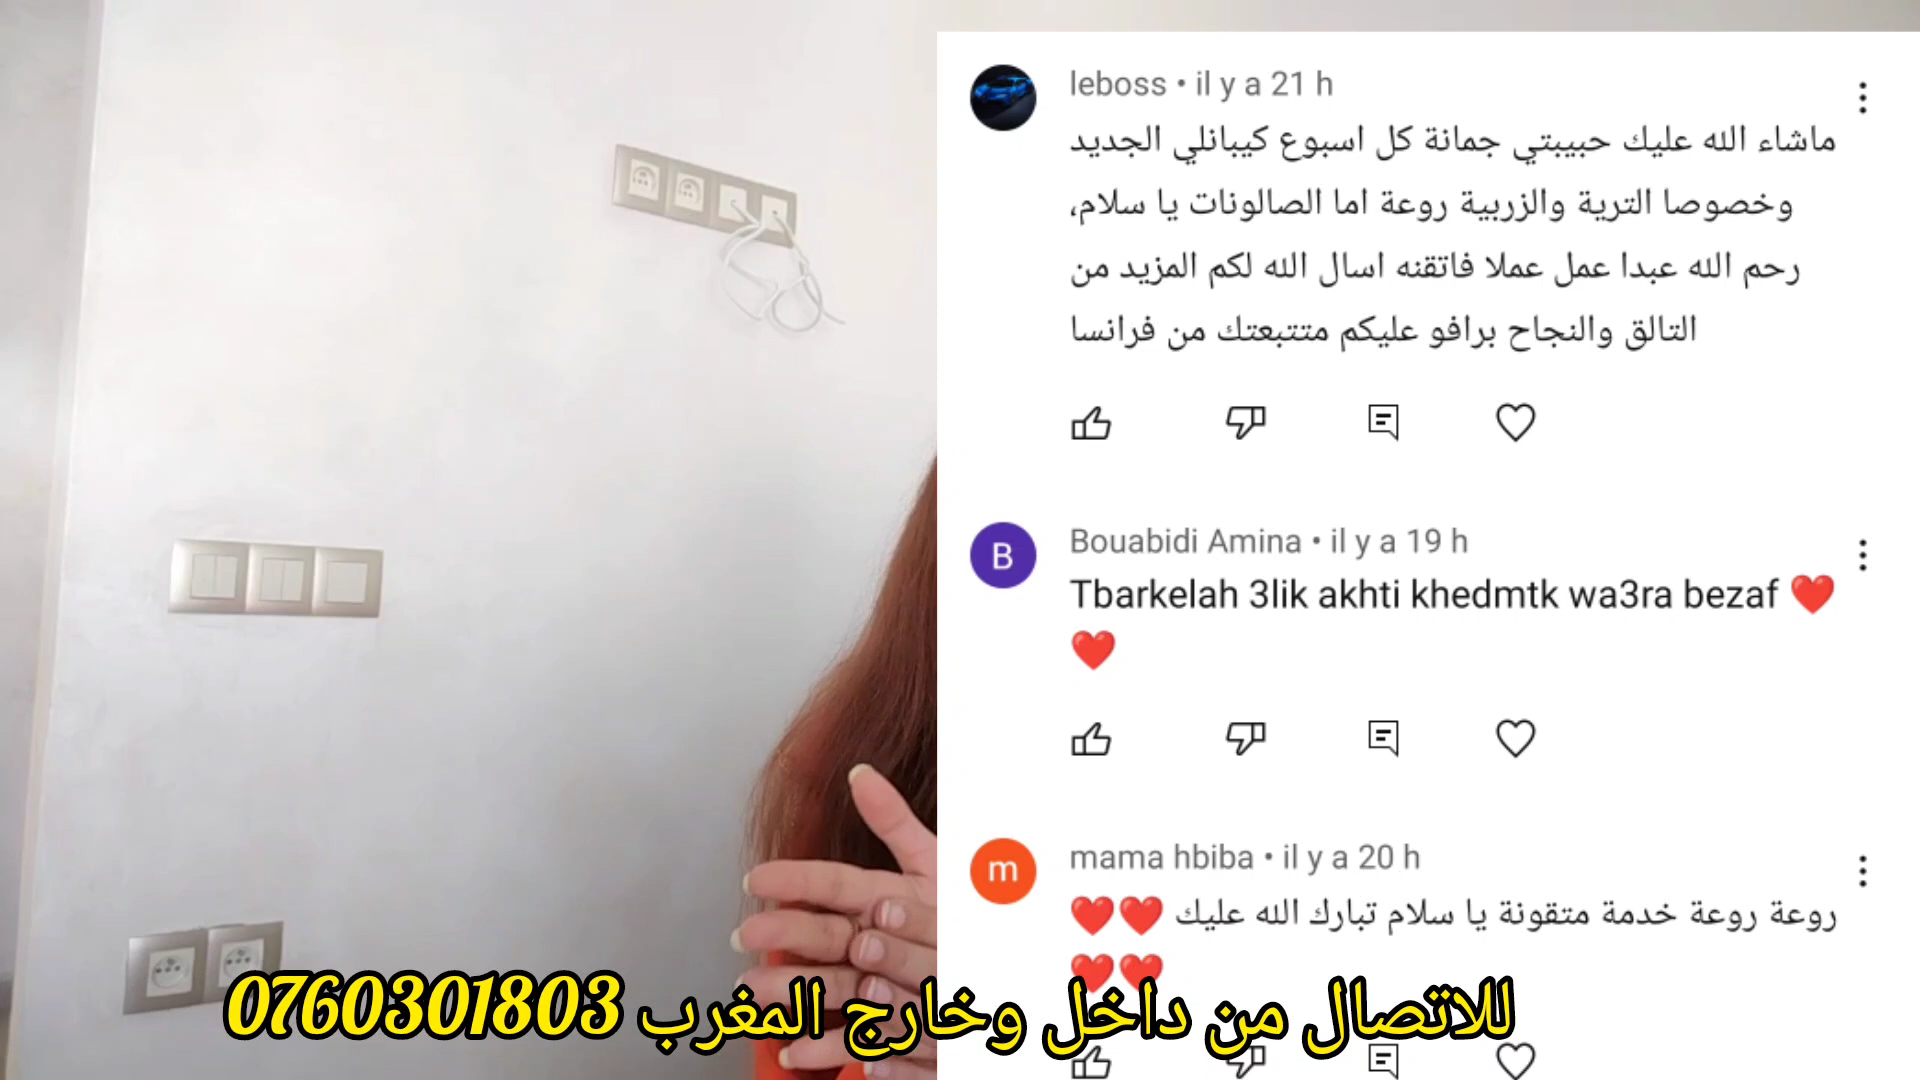 leboss • il y a 21 h
ماشاء الله عليك حبيبتي جمانة كل اسبوع كيبانلي الجديد
وخصوصا الترية والزربية روعة اما الصالونات يا سلام،
رحم الله عبدا عمل عملا فاتقنه اسال الله لكم المزيد من
التالق والنجاح برافو عليكم متتبعتك من فرانسا
B
Bouabidi Amina • il y a 19 h
Tbarkelah 3lik akhti khedmtk wa3ra bezaf ❤️
❤️
m
mama hbiba • il y a 20 h
روعة روعة خدمة متقونة يا سلام تبارك الله عليك ❤️❤️
❤️❤️
للاتصال من داخل وخارج المغرب 0760301803